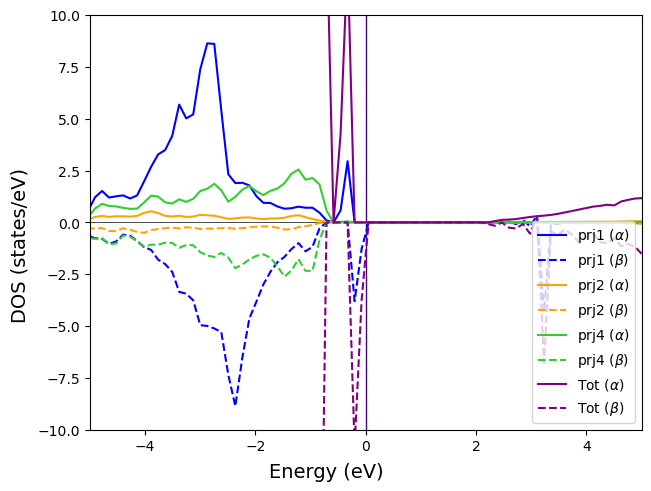 10.0
7.5
5.0
2.5
0.0
−2.5
−5.0
−7.5
−10.0
DOS (states/eV)
−4
−2
0
2
4
Energy (eV)
prj1 (α)
prj1 (β)
prj2 (α)
prj2 (β)
prj4 (α)
prj4 (β)
Tot (α)
Tot (β)